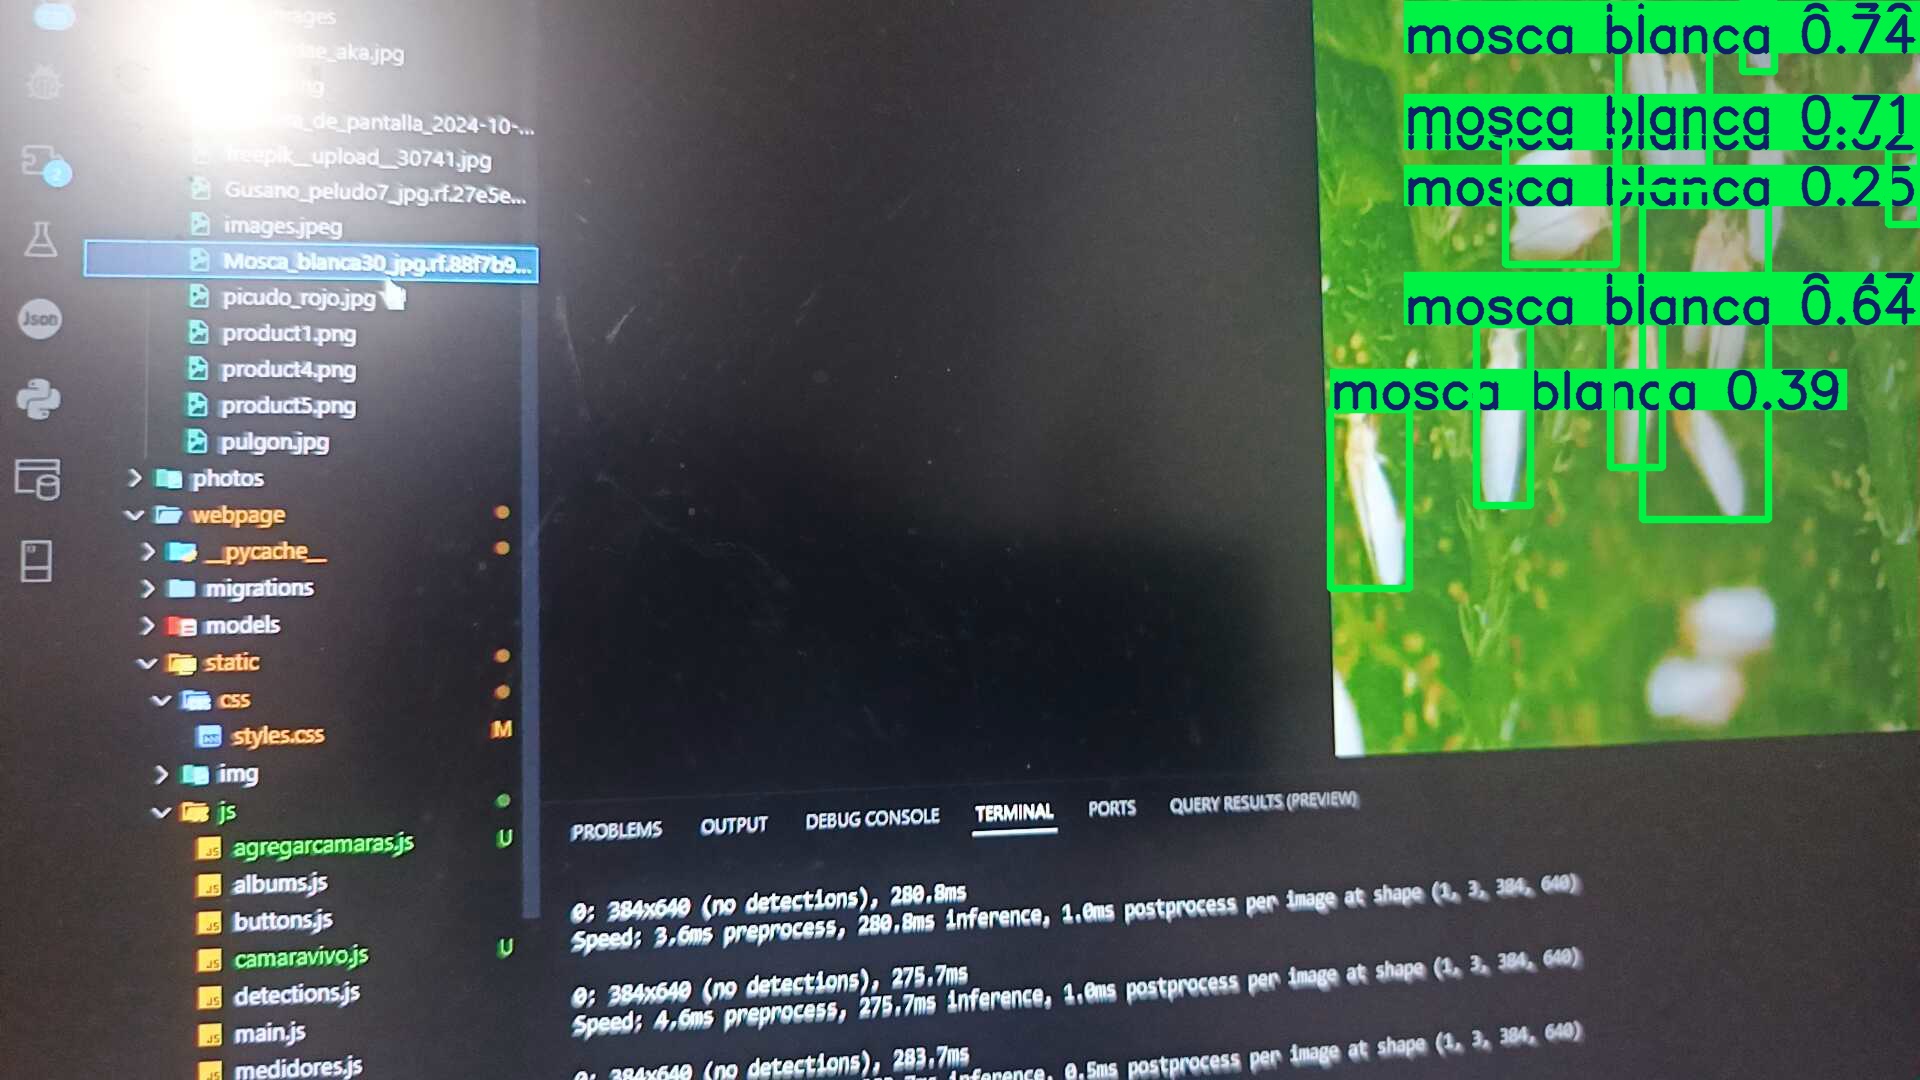 _aka.jpg
_de_pantalla_2024-10-...
freepik__upload__30741.jpg
Gusano_peludo7_jpg.rf.27e5e...
images.jpeg
Mosca_blanca30_jpg.rf.88f7b9...
picudo_rojo.jpg
product1.png
product4.png
product5.png
pulgon.jpg
photos
webpage
__pycache__
migrations
models
static
css
styles.css M
img
js
agregarcamaras.js U
albums.js
buttons.js
camaravivo.js U
detections.js
main.js
medidores.js
2
Json
mosca blanca 0.74
mosca blanca 0.71
mosca blanca 0.25
mosca blanca 0.64
mosca blanca 0.39
PROBLEMS OUTPUT DEBUG CONSOLE TERMINAL PORTS QUERY RESULTS (PREVIEW)
0: 384x640 (no detections), 280.8ms
Speed: 3.6ms preprocess, 280.8ms inference, 1.0ms postprocess per image at shape (1, 3, 384, 640)
0: 384x640 (no detections), 275.7ms
Speed: 4.6ms preprocess, 275.7ms inference, 1.0ms postprocess per image at shape (1, 3, 384, 640)
0: 384x640 (no detections), 283.7ms
inference, 0.5ms postprocess per image at shape (1, 3, 384, 640)